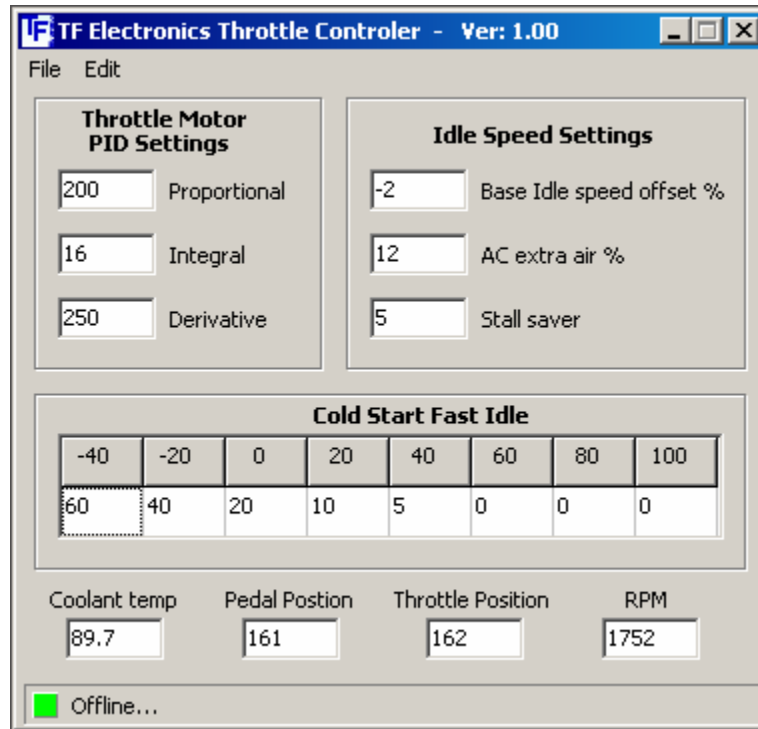 TF TF Electronics Throttle Controler - Ver: 1.00
File Edit
Throttle Motor
PID Settings
200 Proportional
16 Integral
250 Derivative
Idle Speed Settings
-2 Base Idle speed offset %
12 AC extra air %
5 Stall saver
Cold Start Fast Idle
-40 -20 0 20 40 60 80 100
60 40 20 10 5 0 0 0
Coolant temp Pedal Postion Throttle Position RPM
89.7 161 162 1752
Offline...